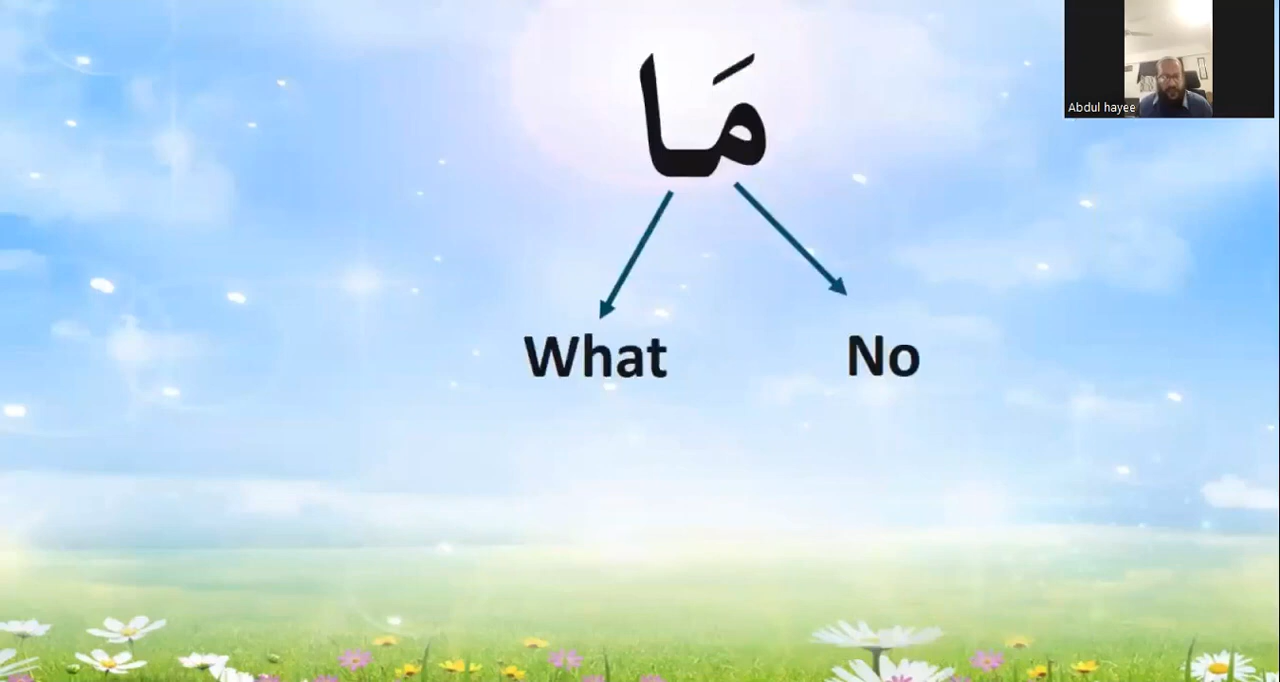 مَا
Abdul hayee
What No